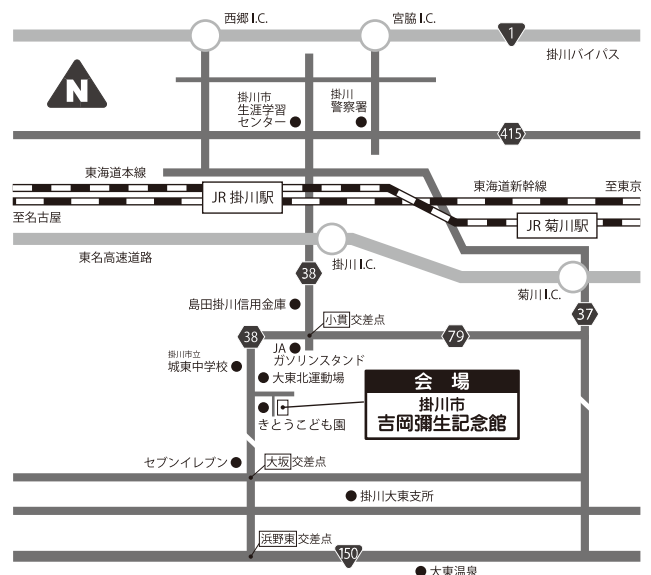 西郷 I.C.
宮脇 I.C.
1
掛川バイパス
N
掛川市
生涯学習
センター
掛川
警察署
415
東海道本線
JR 掛川駅
東海道新幹線
至東京
至名古屋
JR 菊川駅
東名高速道路
掛川 I.C.
38
菊川 I.C.
島田掛川信用金庫
37
小貫交差点
38
79
JA
ガソリンスタンド
掛川市立
城東中学校
大東北運動場
会場
掛川市
吉岡彌生記念館
きとうこども園
セブンイレブン
大坂交差点
掛川大東支所
浜野東交差点
150
大東温泉